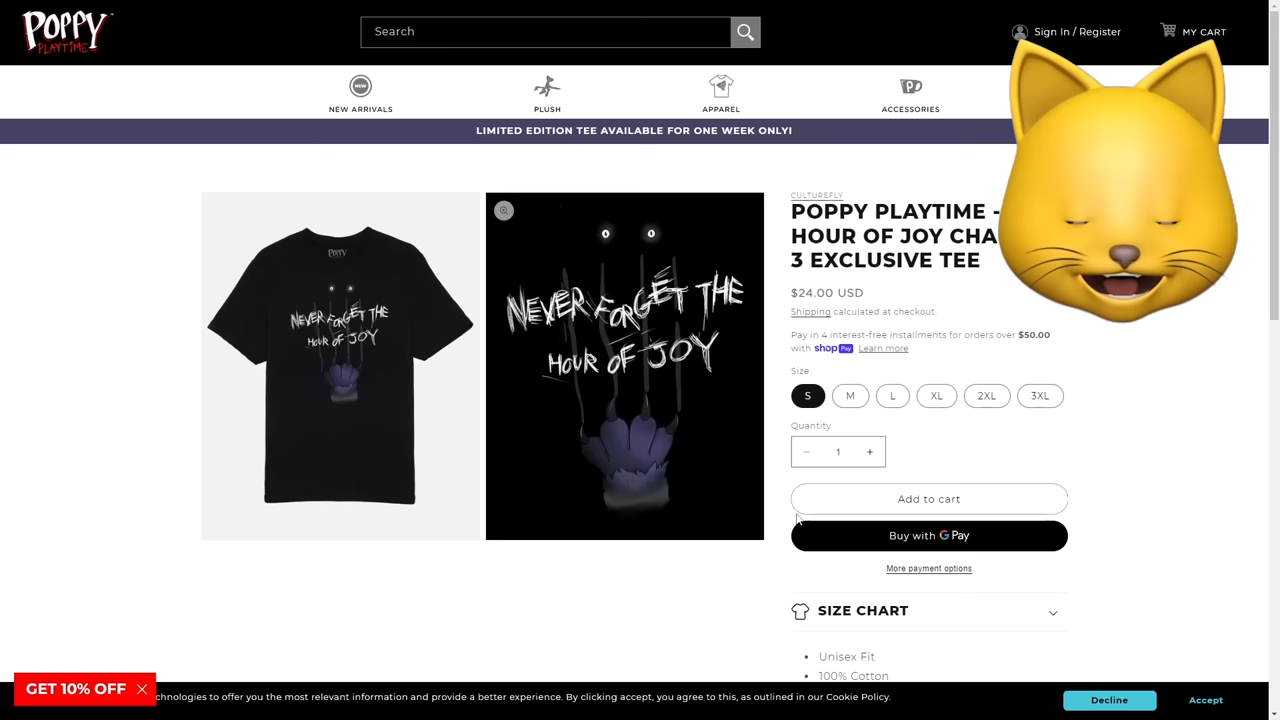 POPPY
PLAYTIME
Search
Sign In / Register
MY CART
NEW
NEW ARRIVALS
PLUSH
APPAREL
ACCESSORIES
LIMITED EDITION TEE AVAILABLE FOR ONE WEEK ONLY!
POPPY
NEVER FORGET THE
HOUR OF JOY
NEVER FORGET THE
HOUR OF JOY
CULTUREFLY
POPPY PLAYTIME -
HOUR OF JOY CHA
3 EXCLUSIVE TEE
$24.00 USD
Shipping calculated at checkout.
Pay in 4 interest-free installments for orders over $50.00
with shop Pay Learn more
Size
S M L XL 2XL 3XL
Quantity
− 1 +
Add to cart
Buy with G Pay
More payment options
SIZE CHART
• Unisex Fit
• 100% Cotton
GET 10% OFF
chnologies to offer you the most relevant information and provide a better experience. By clicking accept, you agree to this, as outlined in our Cookie Policy.
Decline
Accept